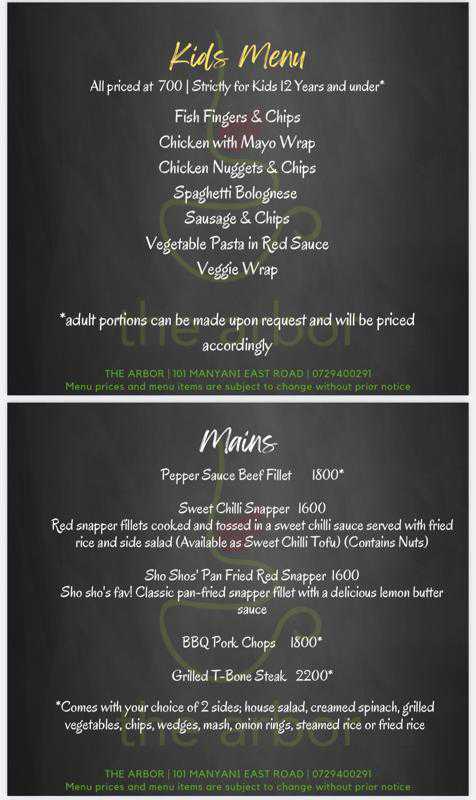 Kids Menu
All priced at 700 | Strictly for Kids 12 Years and under*
Fish Fingers & Chips
Chicken with Mayo Wrap
Chicken Nuggets & Chips
Spaghetti Bolognese
Sausage & Chips
Vegetable Pasta in Red Sauce
Veggie Wrap
the arbor
*adult portions can be made upon request and will be priced
accordingly
THE ARBOR | 101 MANYANI EAST ROAD | 0729400291
Menu prices and menu items are subject to change without prior notice
Mains
Pepper Sauce Beef Fillet 1800*
Sweet Chilli Snapper 1600
Red snapper fillets cooked and tossed in a sweet chilli sauce served with fried
rice and side salad (Available as Sweet Chilli Tofu) (Contains Nuts)
Sho Shos' Pan Fried Red Snapper 1600
Sho sho's fav! Classic pan-fried snapper fillet with a delicious lemon butter
sauce
BBQ Pork Chops 1800*
Grilled T-Bone Steak 2200*
*Comes with your choice of 2 sides; house salad, creamed spinach, grilled
vegetables, chips, wedges, mash, onion rings, steamed rice or fried rice
the arbor
THE ARBOR | 101 MANYANI EAST ROAD | 0729400291
Menu prices and menu items are subject to change without prior notice